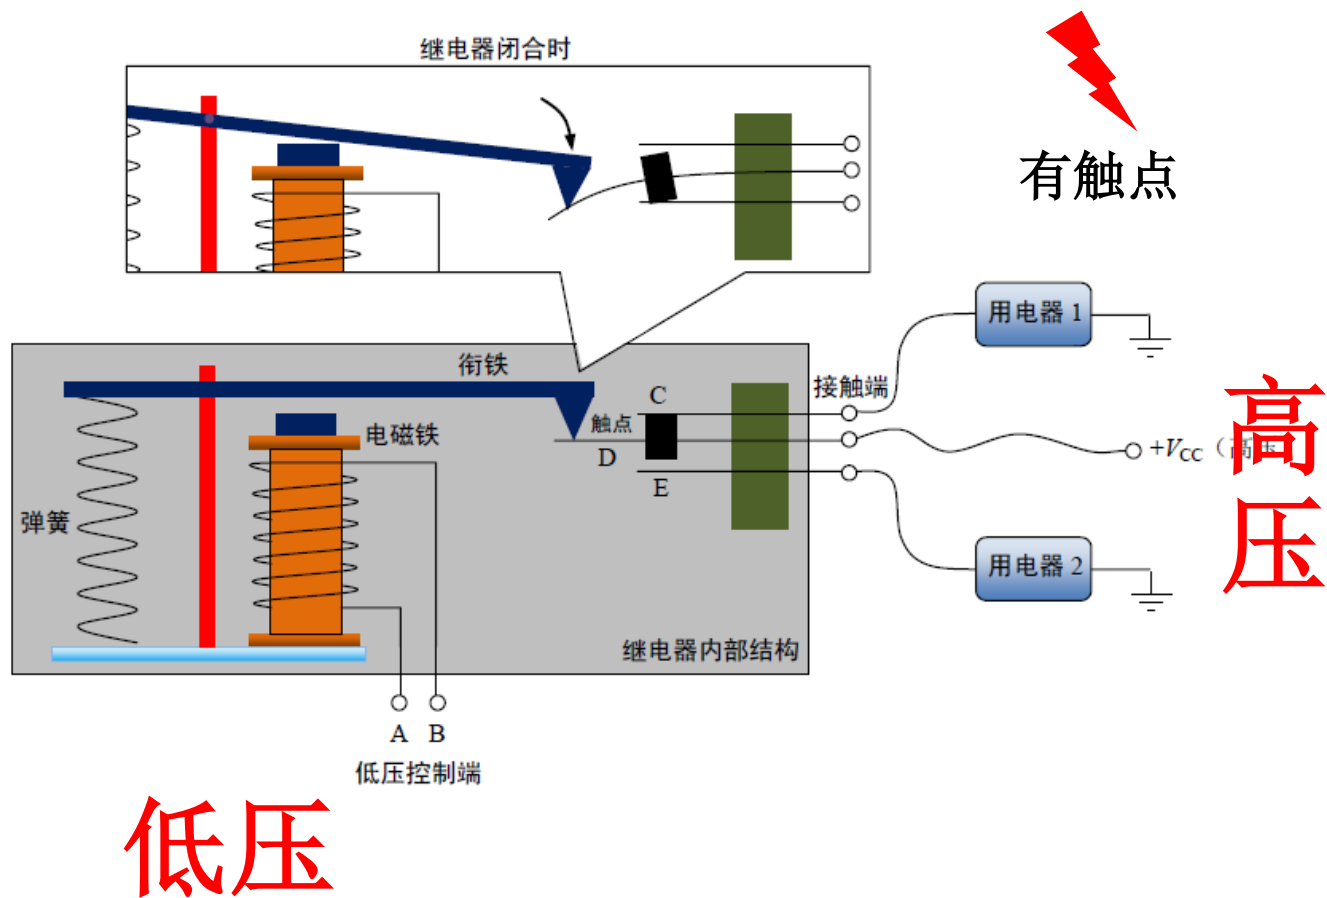 继电器闭合时
有触点
用电器 1
衔铁
接触端
C
触点
电磁铁
D
+VCC（高压
高压
E
弹簧
用电器 2
继电器内部结构
A B
低压控制端
低压